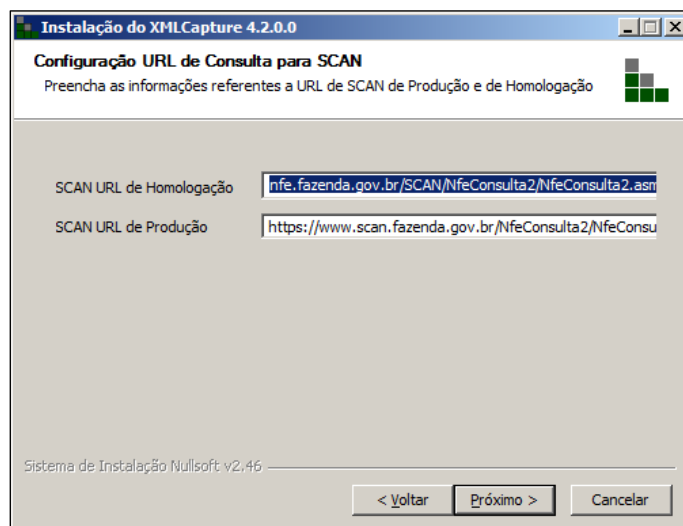 Instalação do XMLCapture 4.2.0.0
Configuração URL de Consulta para SCAN
Preencha as informações referentes a URL de SCAN de Produção e de Homologação
SCAN URL de Homologação nfe.fazenda.gov.br/SCAN/NfeConsulta2/NfeConsulta2.asm
SCAN URL de Produção https://www.scan.fazenda.gov.br/NfeConsulta2/NfeConsu
Sistema de Instalação Nullsoft v2.46
< Voltar Próximo > Cancelar